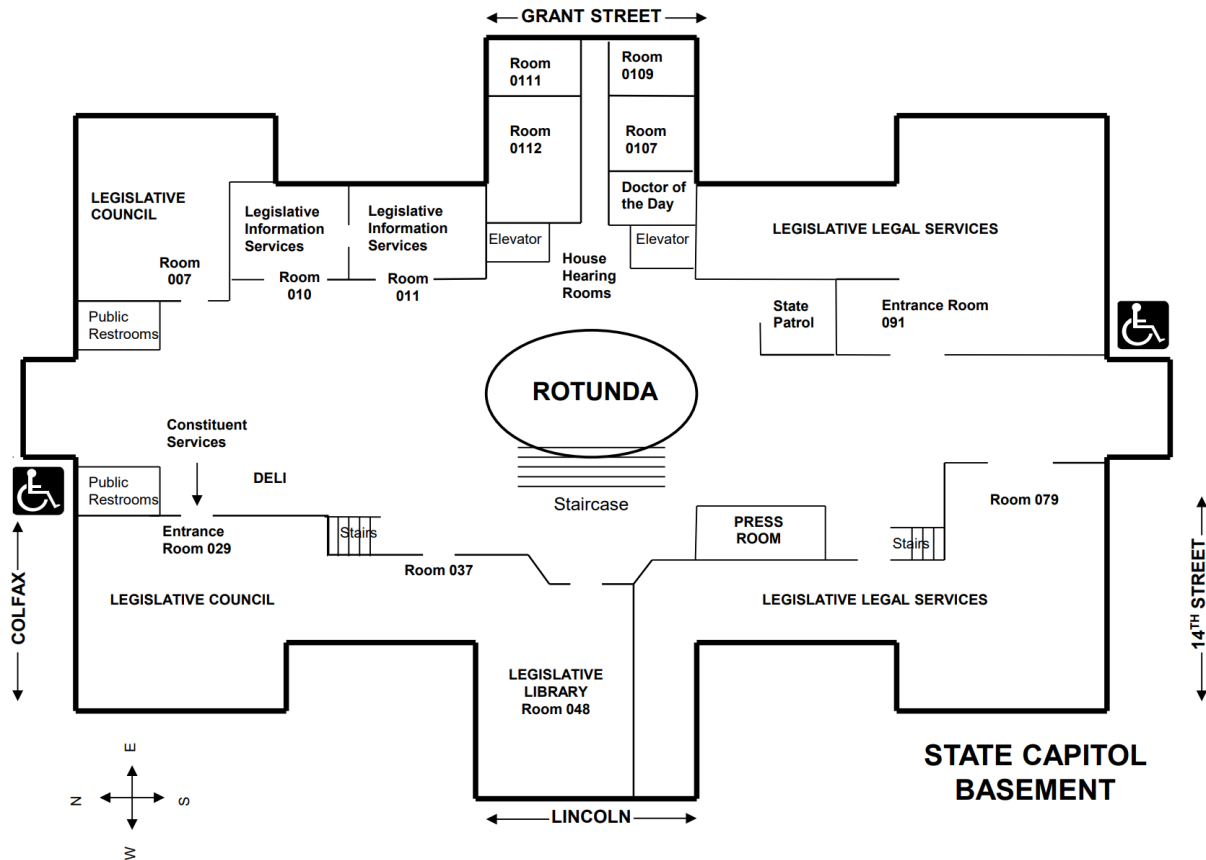 GRANT STREET
Room
0111
Room
0109
Room
0112
Room
0107
Doctor of
the Day
LEGISLATIVE
COUNCIL
Legislative
Information
Services
Legislative
Information
Services
LEGISLATIVE LEGAL SERVICES
Elevator
Elevator
House
Hearing
Rooms
Room
007
Room
010
Room
011
State
Patrol
Entrance Room
091
Public
Restrooms
ROTUNDA
Constituent
Services
DELI
Public
Restrooms
Staircase
Room 079
Entrance
Room 029
Stairs
PRESS
ROOM
Stairs
Room 037
COLFAX
LEGISLATIVE COUNCIL
LEGISLATIVE LEGAL SERVICES
14TH STREET
LEGISLATIVE
LIBRARY
Room 048
E
N
S
W
STATE CAPITOL
BASEMENT
LINCOLN